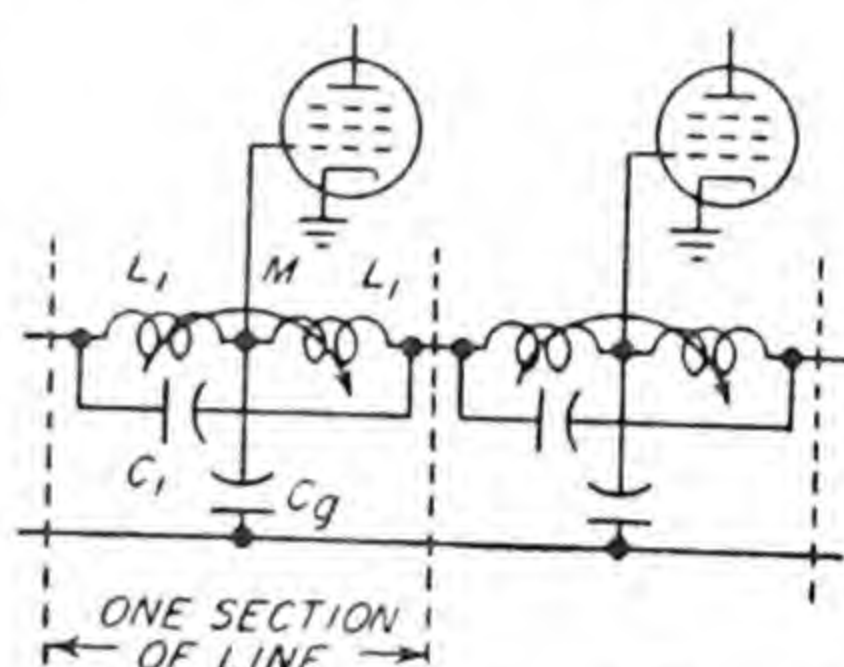 L₁ M L₁
C₁
Cg
ONE SECTION
OF LINE